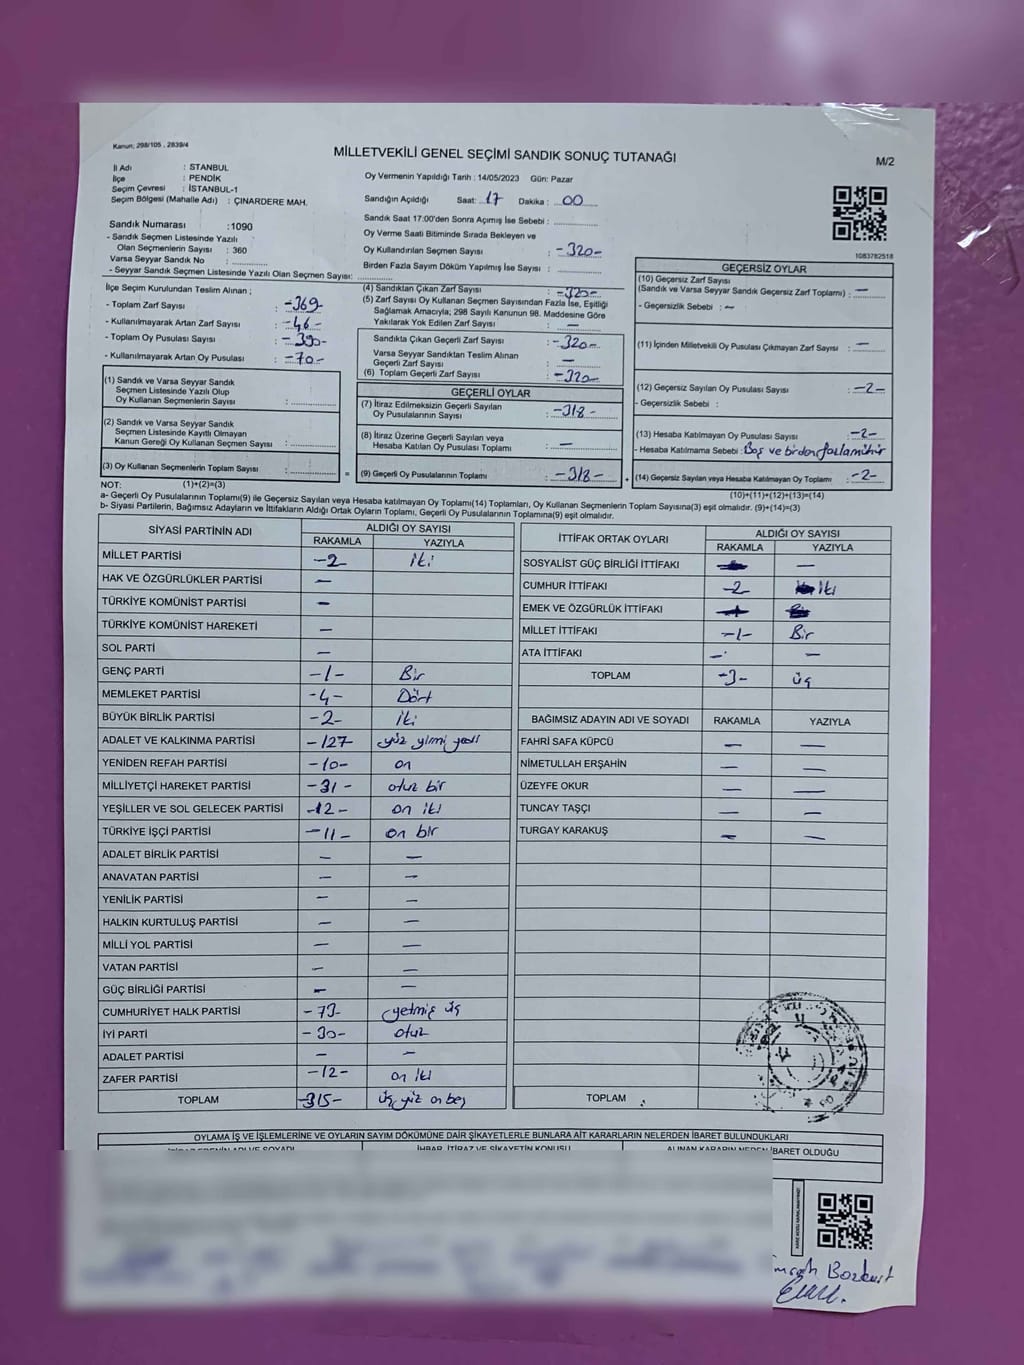 Kanun; 298/105 , 2839/4
MİLLETVEKİLİ GENEL SEÇİMİ SANDIK SONUÇ TUTANAĞI
M/2
İl Adı : STANBUL
İlçe : PENDİK
Seçim Çevresi : İSTANBUL-1
Seçim Bölgesi (Mahalle Adı) : ÇINARDERE MAH.
Sandık Numarası :1090
- Sandık Seçmen Listesinde Yazılı
Olan Seçmenlerin Sayısı : 360
Varsa Seyyar Sandık No :
- Seyyar Sandık Listesinde Yazılı Olan Seçmen Sayısı:
Oy Vermenin Yapıldığı Tarih : 14/05/2023 Gün: Pazar
Sandığın Açıldığı Saat: 17 Dakika : 00
Sandık Saat 17:00'den Sonra Açımış İse Sebebi :
Oy Verme Saati Bitiminde Sırada Bekleyen ve
Oy Kullandırılan Seçmen Sayısı : -320-
Birden Fazla Sayım Döküm Yapılmış İse Sayısı :
1083782518
İlçe Seçim Kurulundan Teslim Alınan ;
- Toplam Zarf Sayısı : -369
- Kullanılmayarak Artan Zarf Sayısı : -46-
- Toplam Oy Pusulası Sayısı : -390-
- Kullanılmayarak Artan Oy Pusulası : -70-
(1) Sandık ve Varsa Seyyar Sandık
Seçmen Listesinde Yazılı Olup
Oy Kullanan Seçmenlerin Sayısı :
(2) Sandık ve Varsa Seyyar Sandık
Seçmen Listesinde Kayıtlı Olmayan
Kanun Gereği Oy Kullanan Seçmen Sayısı :
(3) Oy Kullanan Seçmenlerin Toplam Sayısı :
(4) Sandıktan Çıkan Zarf Sayısı : -320-
(5) Zarf Sayısı Oy Kullanan Seçmen Sayısından Fazla İse, Eşitliği
Sağlamak Amacıyla; 298 Sayılı Kanunun 98. Maddesine Göre
Yakılarak Yok Edilen Zarf Sayısı : —
Sandıkta Çıkan Geçerli Zarf Sayısı : -320-
Varsa Seyyar Sandıktan Teslim Alınan
Geçerli Zarf Sayısı : —
(6) Toplam Geçerli Zarf Sayısı : -320-
GEÇERLİ OYLAR
(7) İtiraz Edilmeksizin Geçerli Sayılan
Oy Pusulalarının Sayısı : -318-
(8) İtiraz Üzerine Geçerli Sayılan veya
Hesaba Katılan Oy Pusulası Toplamı : —
= (9) Geçerli Oy Pusulalarının Toplamı : -318-
GEÇERSİZ OYLAR
(10) Geçersiz Zarf Sayısı
(Sandık ve Varsa Seyyar Sandık Geçersiz Zarf Toplamı) : —
- Geçersizlik Sebebi : —
(11) İçinden Milletvekili Oy Pusulası Çıkmayan Zarf Sayısı : —
(12) Geçersiz Sayılan Oy Pusulası Sayısı : -2-
- Geçersizlik Sebebi :
(13) Hesaba Katılmayan Oy Pusulası Sayısı : -2-
- Hesaba Katılmama Sebebi : Boş ve birden fazla mühür
+ (14) Geçersiz Sayılan veya Hesaba Katılmayan Oy Toplamı : -2-
NOT: (1)+(2)=(3)
(10)+(11)+(12)+(13)=(14)
a- Geçerli Oy Pusulalarının Toplamı(9) ile Geçersiz Sayılan veya Hesaba katılmayan Oy Toplamı(14) Toplamları, Oy Kullanan Seçmenlerin Toplam Sayısına(3) eşit olmalıdır. (9)+(14)=(3)
b- Siyasi Partilerin, Bağımsız Adayların ve İttifakların Aldığı Ortak Oyların Toplamı, Geçerli Oy Pusulalarının Toplamına(9) eşit olmalıdır.
SİYASİ PARTİNİN ADI ALDIĞI OY SAYISI
RAKAMLA YAZIYLA
MİLLET PARTİSİ -2 iki
HAK VE ÖZGÜRLÜKLER PARTİSİ —
TÜRKİYE KOMÜNİST PARTİSİ —
TÜRKİYE KOMÜNİST HAREKETİ —
SOL PARTİ —
GENÇ PARTİ -1- Bir
MEMLEKET PARTİSİ -4- Dört
BÜYÜK BİRLİK PARTİSİ -2- iki
ADALET VE KALKINMA PARTİSİ -127 yüz yirmi yedi
YENİDEN REFAH PARTİSİ -10- on
MİLLİYETÇİ HAREKET PARTİSİ -31- otuz bir
YEŞİLLER VE SOL GELECEK PARTİSİ -12- on iki
TÜRKİYE İŞÇİ PARTİSİ -11- on bir
ADALET BİRLİK PARTİSİ — —
ANAVATAN PARTİSİ — —
YENİLİK PARTİSİ — —
HALKIN KURTULUŞ PARTİSİ — —
MİLLİ YOL PARTİSİ — —
VATAN PARTİSİ — —
GÜÇ BİRLİĞİ PARTİSİ — —
CUMHURİYET HALK PARTİSİ -73- yetmiş üç
İYİ PARTİ -30- otuz
ADALET PARTİSİ — —
ZAFER PARTİSİ -12- on iki
TOPLAM -315- üç yüz on beş
İTTİFAK ORTAK OYLARI ALDIĞI OY SAYISI
RAKAMLA YAZIYLA
SOSYALİST GÜÇ BİRLİĞİ İTTİFAKI —
CUMHUR İTTİFAKI -2 iki
EMEK VE ÖZGÜRLÜK İTTİFAKI
MİLLET İTTİFAKI -1- Bir
ATA İTTİFAKI — —
TOPLAM -3- üç
BAĞIMSIZ ADAYIN ADI VE SOYADI RAKAMLA YAZIYLA
FAHRİ SAFA KÜPCÜ — —
NİMETULLAH ERŞAHİN — —
ÜZEYFE OKUR — —
TUNCAY TAŞÇI — —
TURGAY KARAKUŞ — —
TOPLAM :
OYLAMA İŞ VE İŞLEMLERİNE VE OYLARIN SAYIM DÖKÜMÜNE DAİR ŞİKAYETLERLE BUNLARA AİT KARARLARIN NELERDEN İBARET BULUNDUKLARI
İHBAR, İTİRAZ VE ŞİKAYETİN KONUSU ALINAN KARARIN NEDEN İBARET OLDUĞU
Bozkurt